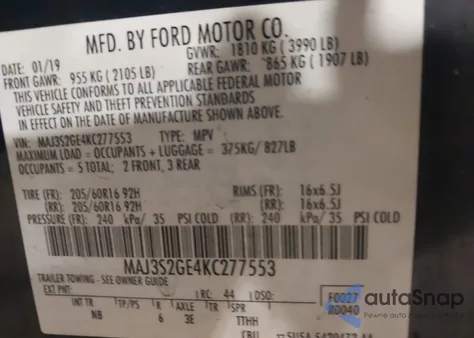 MFD. BY FORD MOTOR CO.
DATE: 01/19 GVWR: 1810 KG ( 3990 LB)
FRONT GAWR: 955 KG ( 2105 LB) REAR GAWR: 865 KG ( 1907 LB)
THIS VEHICLE CONFORMS TO ALL APPLICABLE FEDERAL MOTOR
VEHICLE SAFETY AND THEFT PREVENTION STANDARDS
IN EFFECT ON THE DATE OF MANUFACTURE SHOWN ABOVE.
VIN: MAJ3S2GE4KC277553 TYPE: MPV
MAXIMUM LOAD = OCCUPANTS + LUGGAGE = 375KG/ 827LB
OCCUPANTS = 5 TOTAL; 2 FRONT, 3 REAR
TIRE (FR): 205/60R16 92H RIMS (FR): 16x6.5J
(RR): 205/60R16 92H (RR): 16x6.5J
PRESSURE (FR): 240 kPa/ 35 PSI COLD (RR): 240 kPa/ 35 PSI COLD
MAJ3S2GE4KC277553
TRAILER TOWING - SEE OWNER GUIDE
EXT PNT: RC: 44 DSO: F0027
INT TR TP/PS R AXLE TR SPR R0040
NB 6 3E TTHH
autoSnap